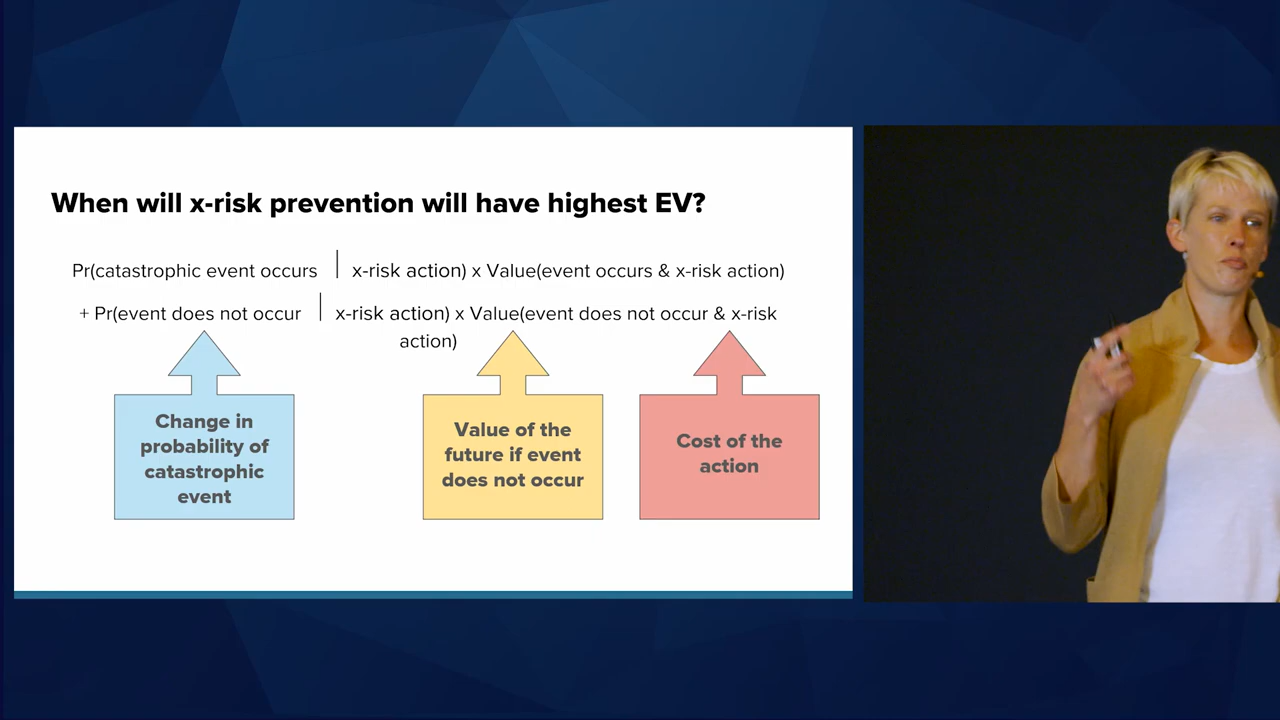 When will x-risk prevention will have highest EV?
Pr(catastrophic event occurs | x-risk action) x Value(event occurs & x-risk action)
+ Pr(event does not occur | x-risk action) x Value(event does not occur & x-risk
action)
Change in
probability of
catastrophic
event
Value of the
future if event
does not occur
Cost of the
action